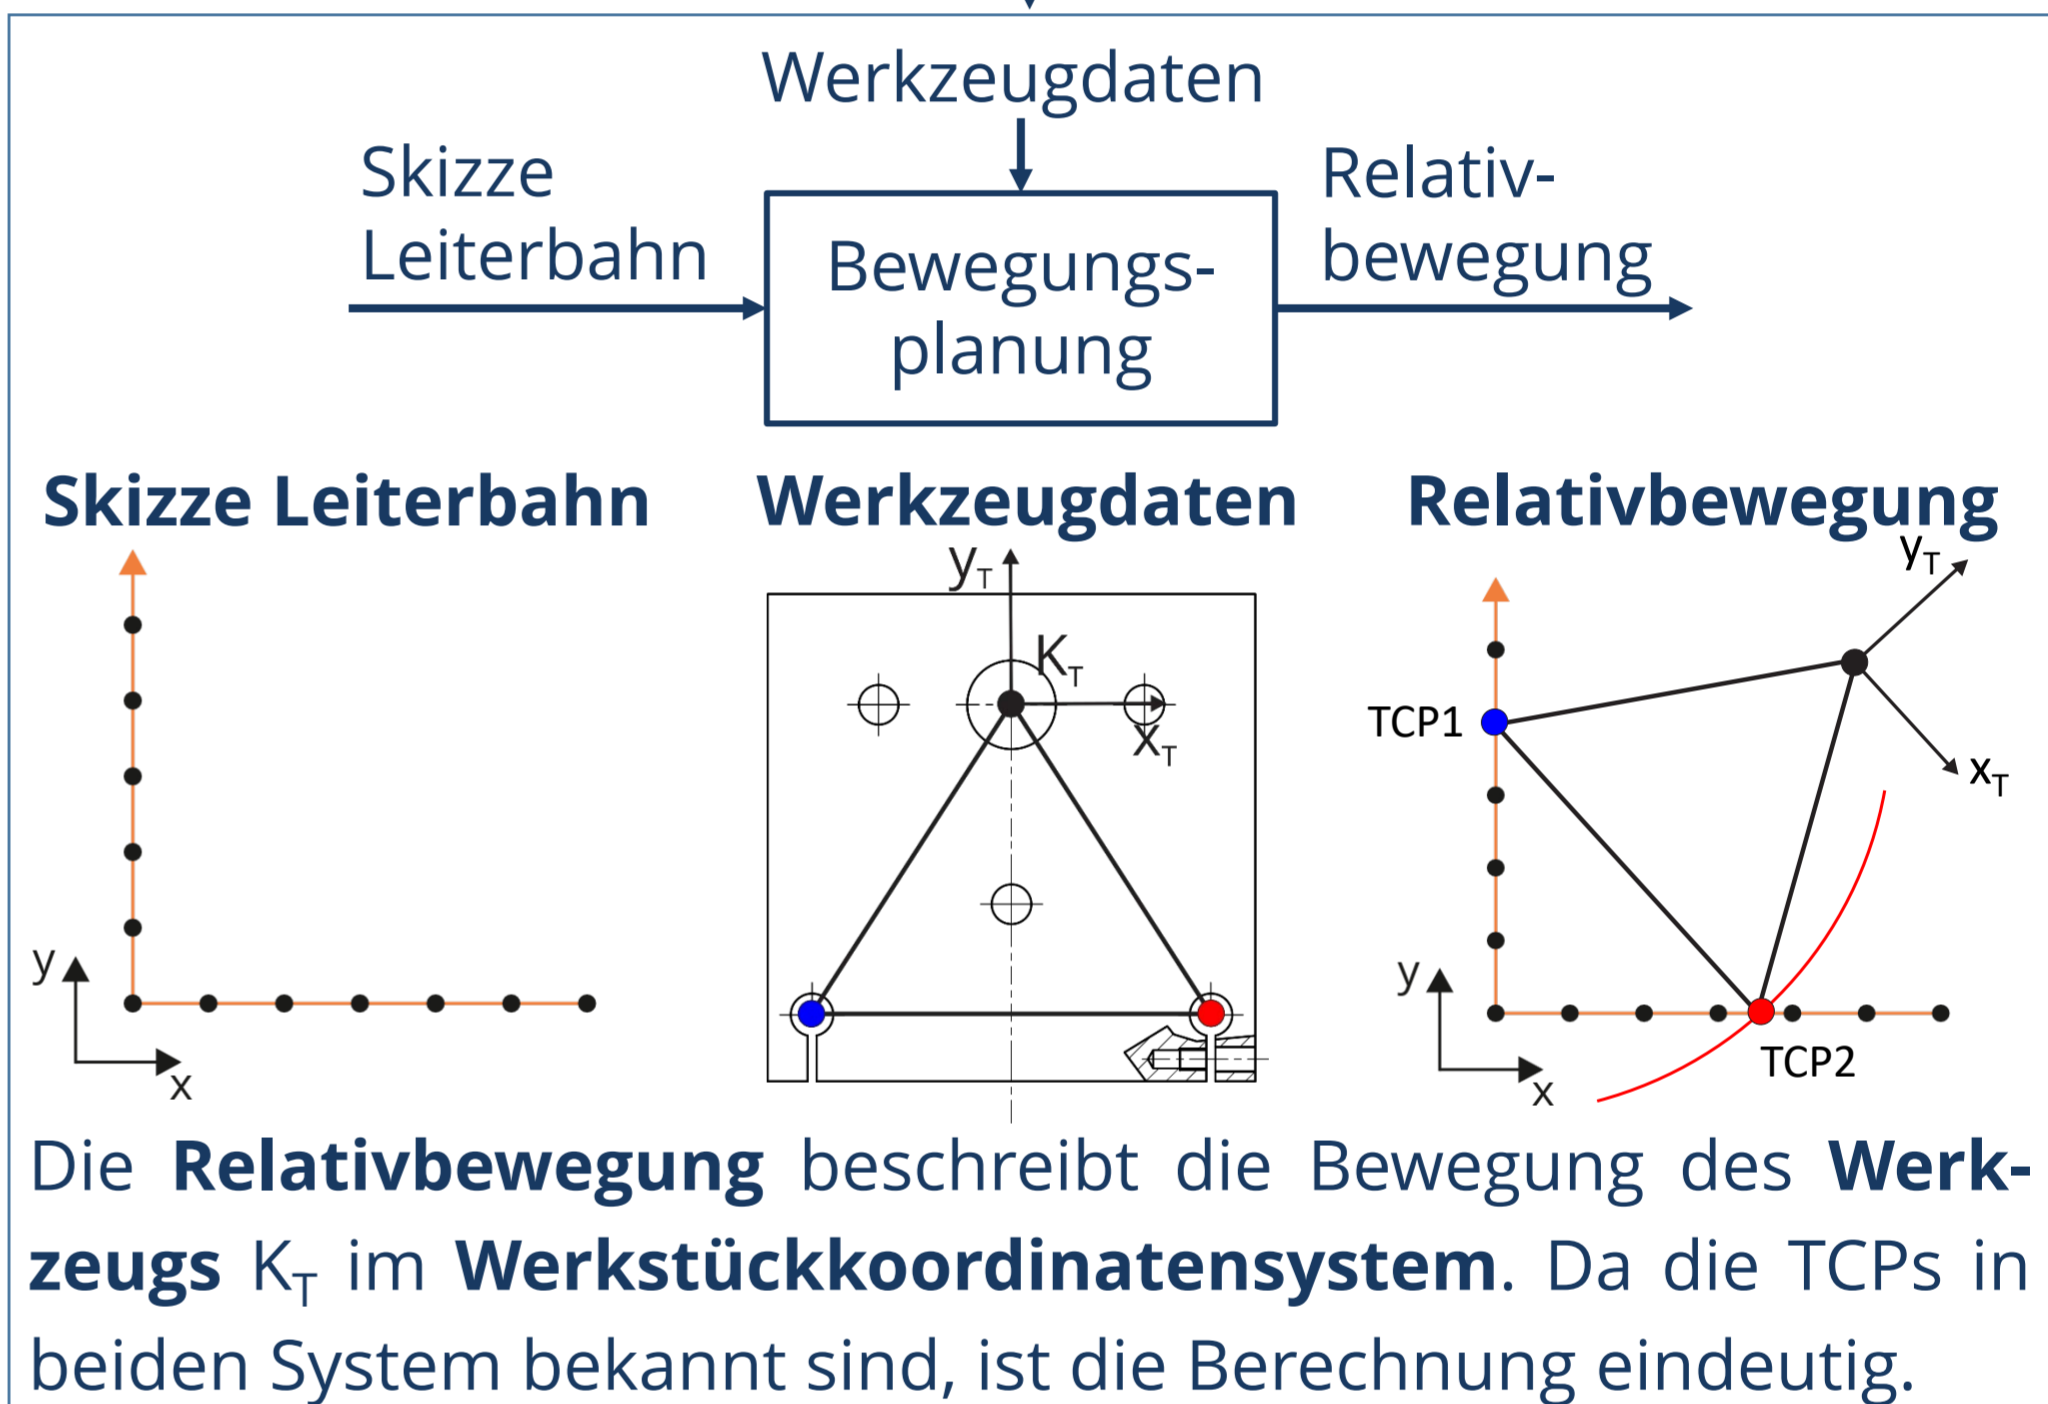 Werkzeugdaten
Skizze
Leiterbahn
Bewegungs-
planung
Relativ-
bewegung
Skizze Leiterbahn
y
x
Werkzeugdaten
yT
KT
xT
Relativbewegung
yT
xT
TCP1
TCP2
y
x
Die Relativbewegung beschreibt die Bewegung des Werk-
zeugs KT im Werkstückkoordinatensystem. Da die TCPs in
beiden System bekannt sind, ist die Berechnung eindeutig.